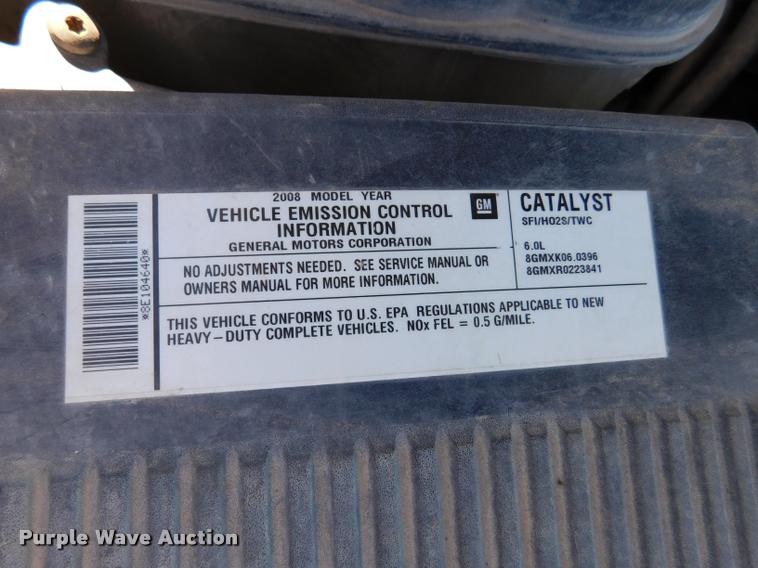 2008 MODEL YEAR
VEHICLE EMISSION CONTROL
INFORMATION
GENERAL MOTORS CORPORATION
GM
CATALYST
SFI/HO2S/TWC
6.0L
8GMXK06.0396
8GMXR0223841
NO ADJUSTMENTS NEEDED. SEE SERVICE MANUAL OR
OWNERS MANUAL FOR MORE INFORMATION.
THIS VEHICLE CONFORMS TO U.S. EPA REGULATIONS APPLICABLE TO NEW
HEAVY-DUTY COMPLETE VEHICLES. NOx FEL = 0.5 G/MILE.
*8E104640*
Purple Wave Auction